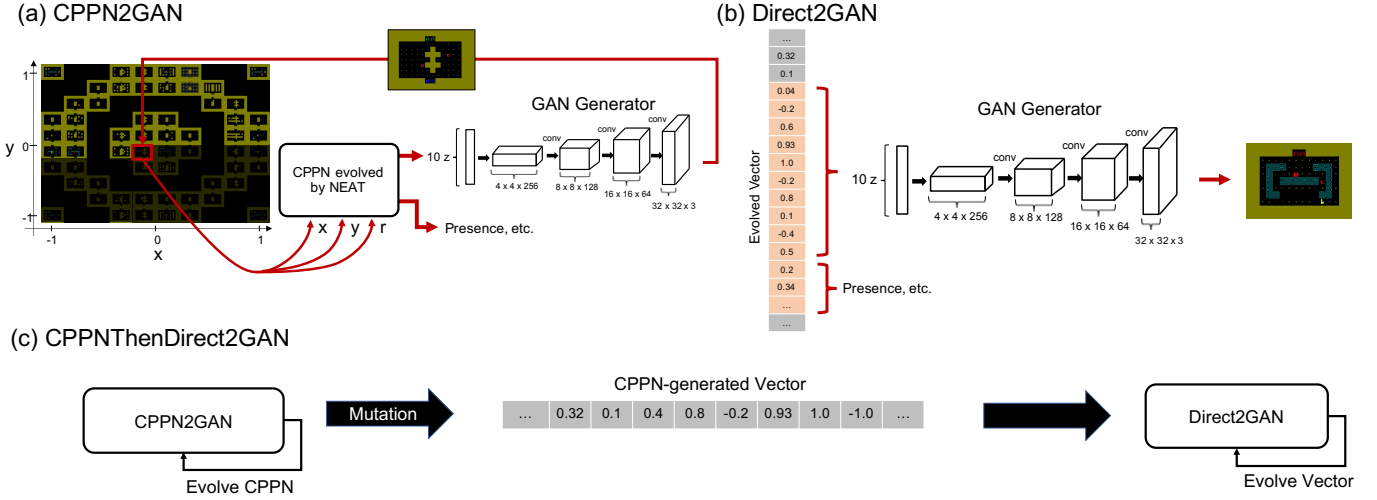 (a) CPPN2GAN
1
y
0
-1
-1
0
1
x
CPPN evolved
by NEAT
x y r
10 z
GAN Generator
conv
conv
conv
4 x 4 x 256
8 x 8 x 128
16 x 16 x 64
32 x 32 x 3
Presence, etc.
(b) Direct2GAN
Evolved Vector
...
0.32
0.1
0.04
-0.2
0.6
0.93
1.0
-0.2
0.8
0.1
-0.4
0.5
0.2
0.34
...
...
Presence, etc.
10 z
GAN Generator
conv
conv
conv
4 x 4 x 256
8 x 8 x 128
16 x 16 x 64
32 x 32 x 3
(c) CPPNThenDirect2GAN
CPPN2GAN
Evolve CPPN
Mutation
CPPN-generated Vector
... 0.32 0.1 0.4 0.8 -0.2 0.93 1.0 -1.0 ...
Direct2GAN
Evolve Vector